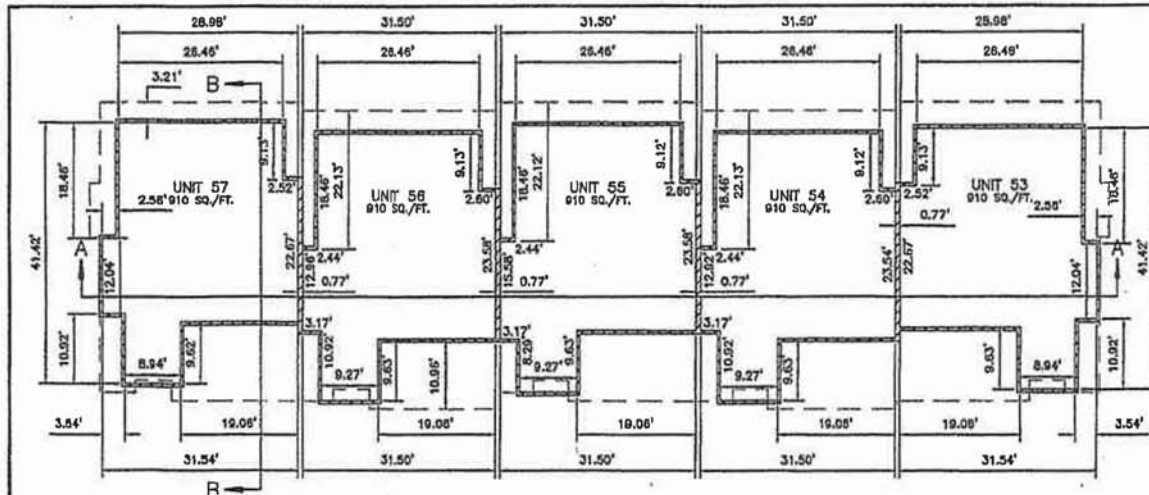 28.98' 31.50' 31.50' 31.50' 28.98'
26.46' 26.46' 26.46' 26.46' 26.46'
3.21' B
41.42' 18.46' 9.13' 18.46' 22.13' 9.13' 18.46' 22.12' 9.12' 18.46' 22.13' 9.12' 9.13' 18.46' 41.42'
UNIT 57
910 SQ./FT.
UNIT 56
910 SQ./FT.
UNIT 55
910 SQ./FT.
UNIT 54
910 SQ./FT.
UNIT 53
910 SQ./FT.
2.52' 2.60' 2.60' 2.60' 2.52'
2.58' 0.77' 2.58'
A 2.44' 2.44' 2.44' A
12.04' 22.67' 12.96' 23.58' 15.58' 23.58' 12.92' 23.54' 22.67' 12.04'
0.77' 0.77' 0.77'
3.17' 3.17' 3.17'
10.92' 9.62' 10.92' 9.63' 10.96' 8.29' 9.63' 10.92' 9.63' 9.63' 10.92'
8.94' 9.27' 9.27' 9.27' 8.94'
3.54' 19.06' 19.06' 19.06' 19.06' 19.06' 3.54'
31.54' 31.50' 31.50' 31.50' 31.54'
B